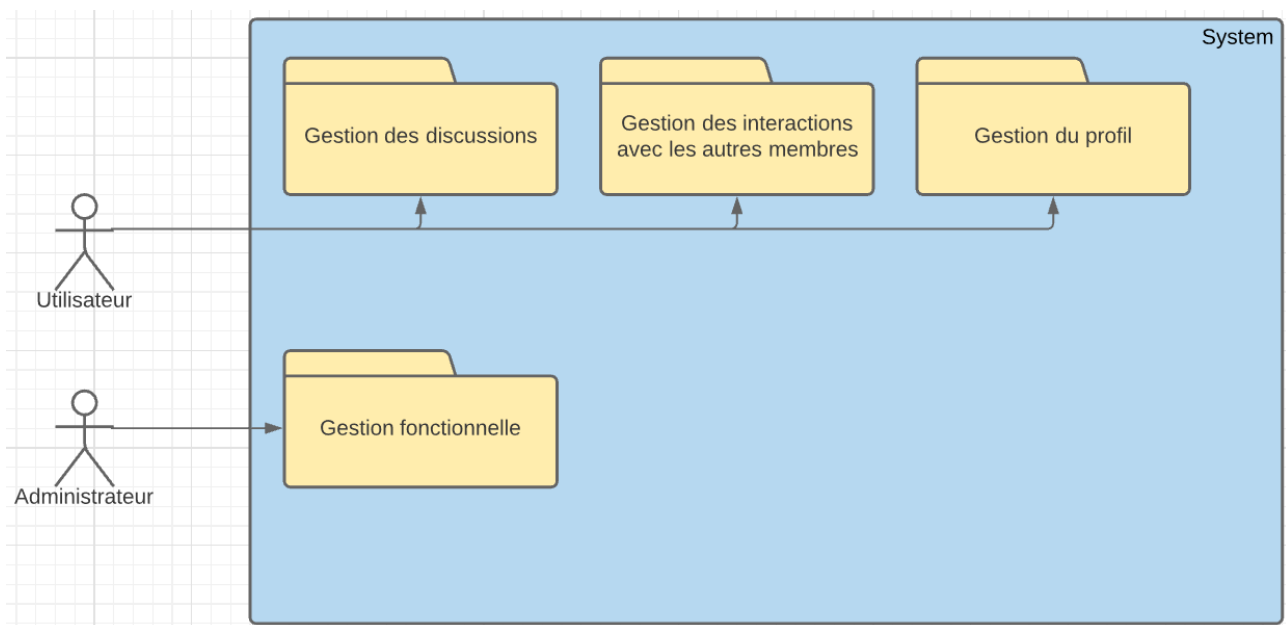 System
Gestion des discussions
Gestion des interactions
avec les autres membres
Gestion du profil
Utilisateur
Gestion fonctionnelle
Administrateur